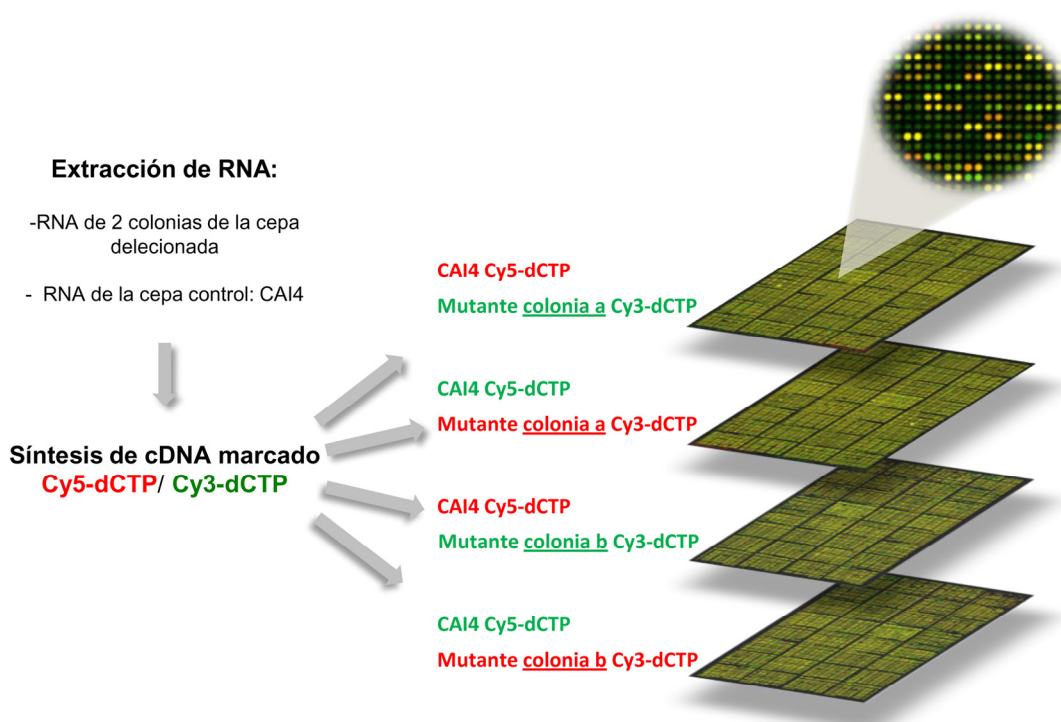 Extracción de RNA:
-RNA de 2 colonias de la cepa
delecionada
- RNA de la cepa control: CAI4
Síntesis de cDNA marcado
Cy5-dCTP/ Cy3-dCTP
CAI4 Cy5-dCTP
Mutante colonia a Cy3-dCTP
CAI4 Cy5-dCTP
Mutante colonia a Cy3-dCTP
CAI4 Cy5-dCTP
Mutante colonia b Cy3-dCTP
CAI4 Cy5-dCTP
Mutante colonia b Cy3-dCTP